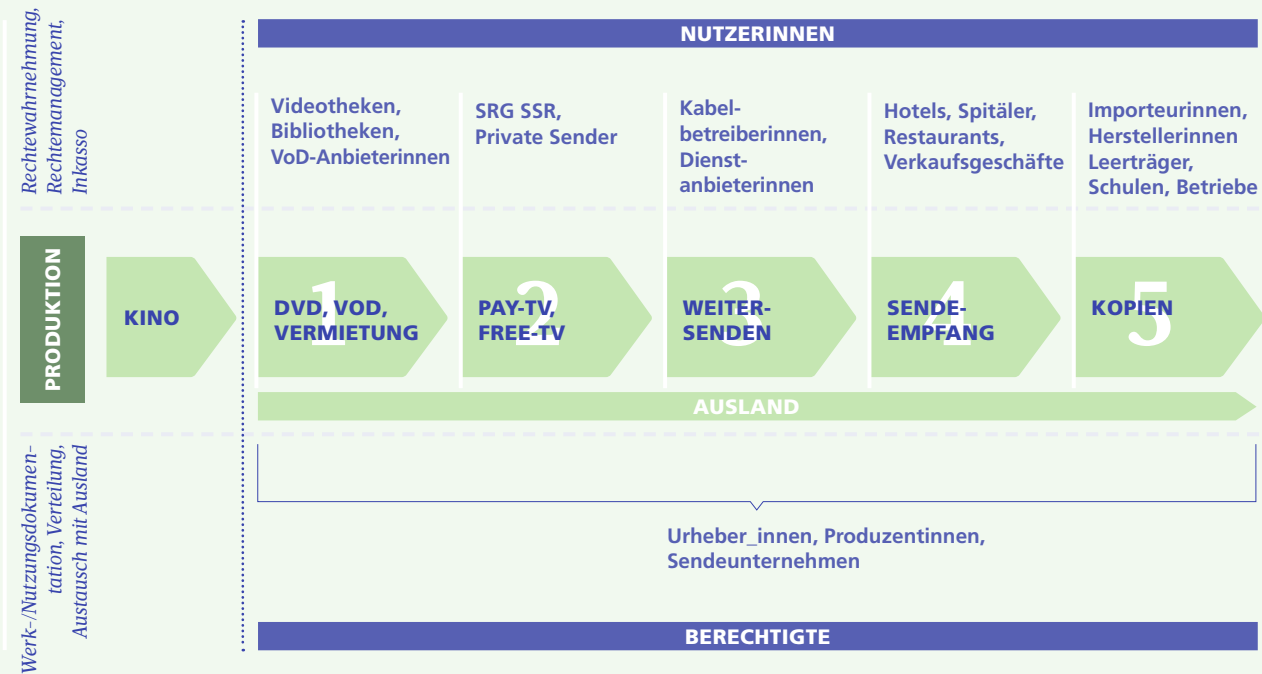 Rechtewahrnehmung,
Rechtemanagement,
Inkasso
NUTZERINNEN
Videotheken,
Bibliotheken,
VoD-Anbieterinnen
SRG SSR,
Private Sender
Kabel-
betreiberinnen,
Dienst-
anbieterinnen
Hotels, Spitäler,
Restaurants,
Verkaufsgeschäfte
Importeurinnen,
Herstellerinnen
Leerträger,
Schulen, Betriebe
PRODUKTION
KINO
1
DVD, VOD,
VERMIETUNG
2
PAY-TV,
FREE-TV
3
WEITER-
SENDEN
4
SENDE-
EMPFANG
5
KOPIEN
AUSLAND
Werk-/Nutzungsdokumen-
tation, Verteilung,
Austausch mit Ausland
Urheber_innen, Produzentinnen,
Sendeunternehmen
BERECHTIGTE